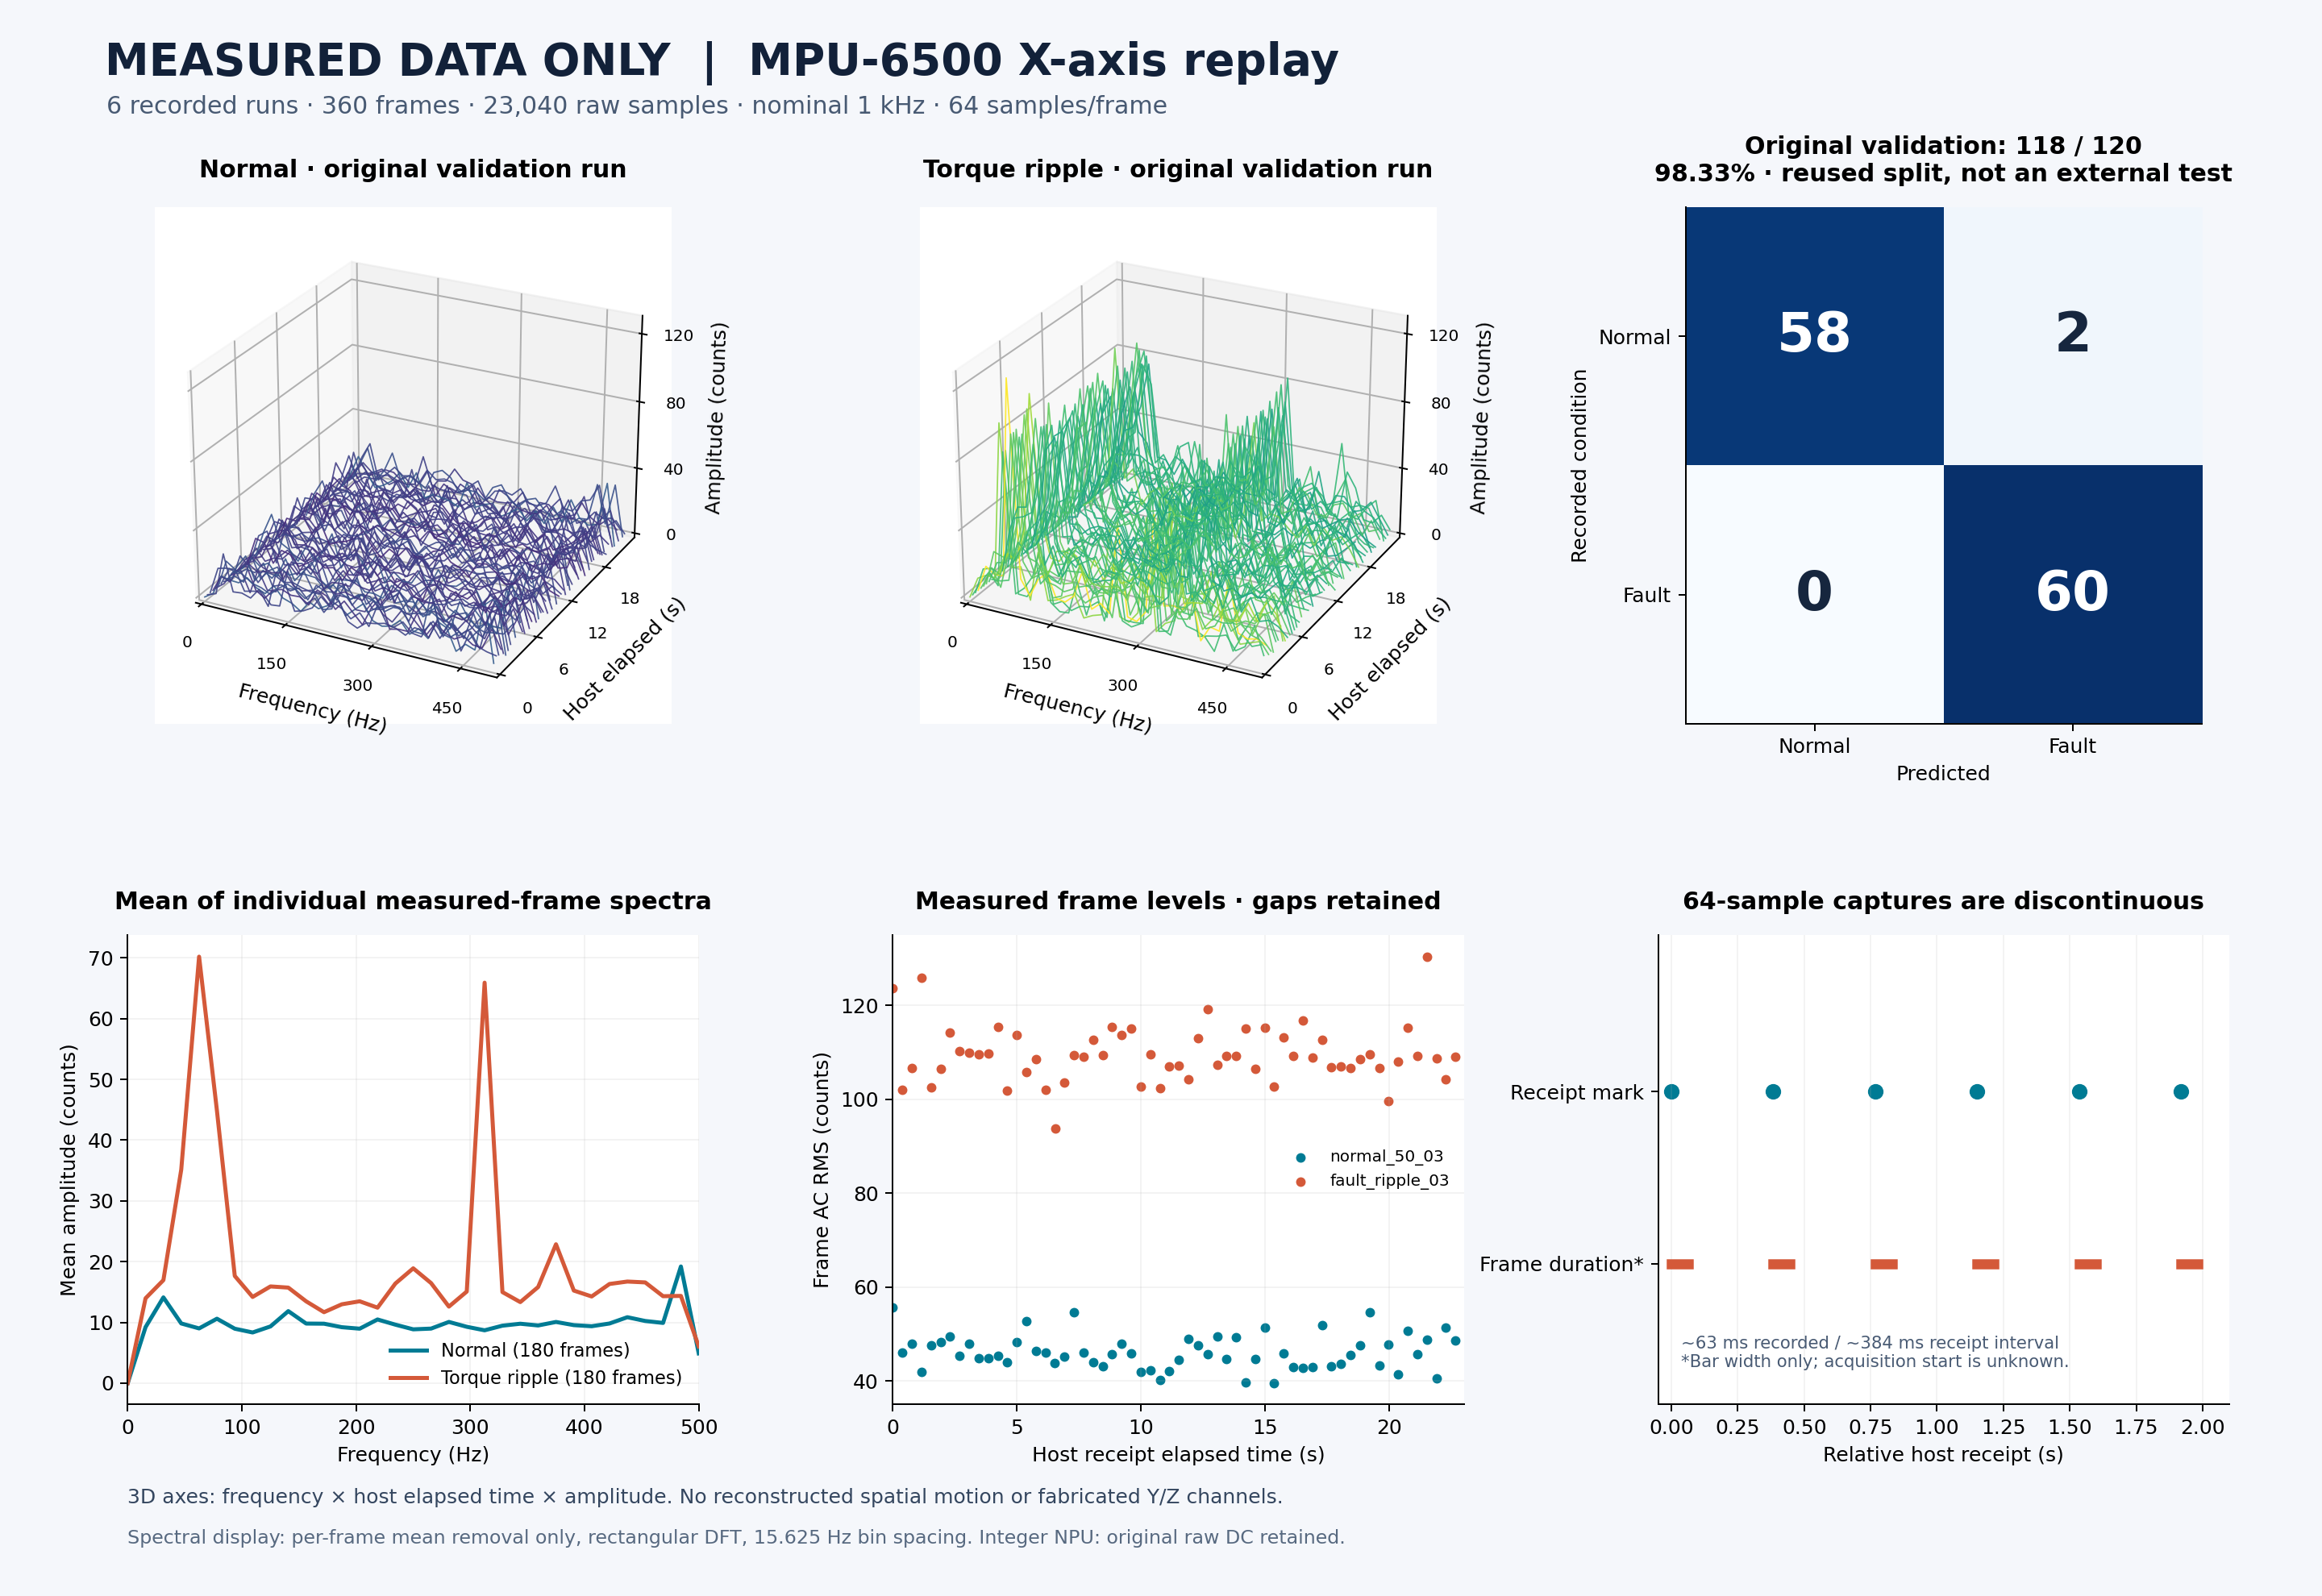 MEASURED DATA ONLY | MPU-6500 X-axis replay
6 recorded runs · 360 frames · 23,040 raw samples · nominal 1 kHz · 64 samples/frame
Normal · original validation run
120
80
40
0
Amplitude (counts)
0
150
300
450
Frequency (Hz)
0
6
12
18
Host elapsed (s)
Torque ripple · original validation run
120
80
40
0
Amplitude (counts)
0
150
300
450
Frequency (Hz)
0
6
12
18
Host elapsed (s)
Original validation: 118 / 120
98.33% · reused split, not an external test
Recorded condition
Normal
58
2
Fault
0
60
Normal
Fault
Predicted
Mean of individual measured-frame spectra
Mean amplitude (counts)
70
60
50
40
30
20
10
0
Normal (180 frames)
Torque ripple (180 frames)
0 100 200 300 400 500
Frequency (Hz)
Measured frame levels · gaps retained
Frame AC RMS (counts)
120
100
80
60
40
normal_50_03
fault_ripple_03
0 5 10 15 20
Host receipt elapsed time (s)
64-sample captures are discontinuous
Receipt mark
Frame duration*
~63 ms recorded / ~384 ms receipt interval
*Bar width only; acquisition start is unknown.
0.00 0.25 0.50 0.75 1.00 1.25 1.50 1.75 2.00
Relative host receipt (s)
3D axes: frequency × host elapsed time × amplitude. No reconstructed spatial motion or fabricated Y/Z channels.
Spectral display: per-frame mean removal only, rectangular DFT, 15.625 Hz bin spacing. Integer NPU: original raw DC retained.